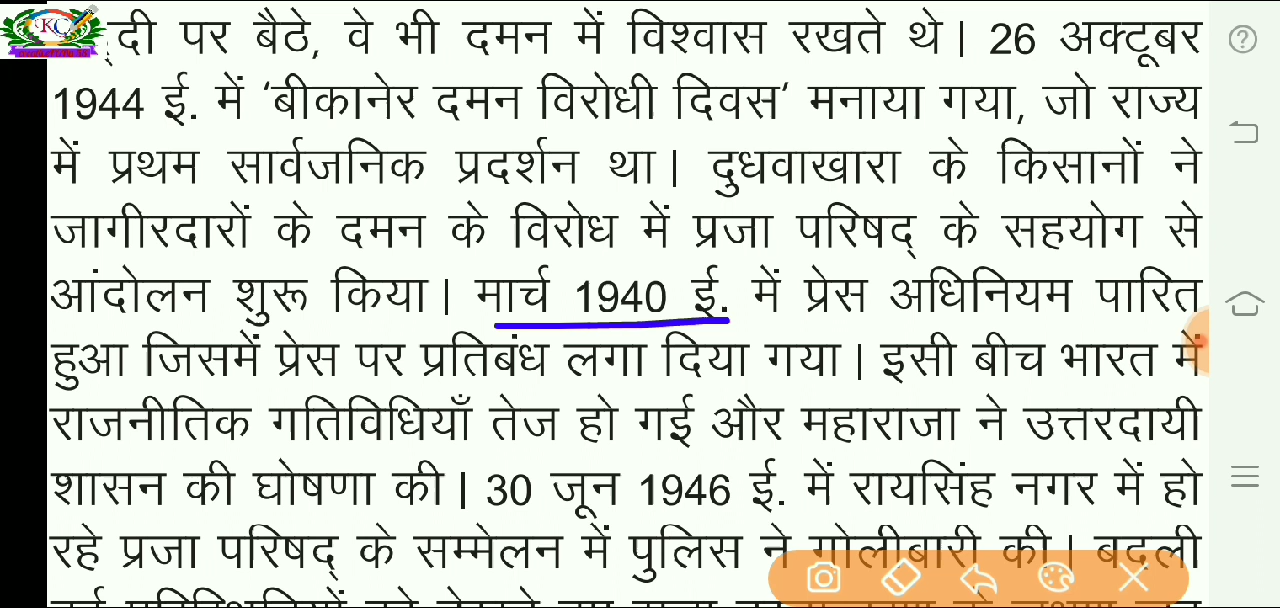 दी पर बैठे, वे भी दमन में विश्वास रखते थे। 26 अक्टूबर
1944 ई. में 'बीकानेर दमन विरोधी दिवस' मनाया गया, जो राज्य
में प्रथम सार्वजनिक प्रदर्शन था। दुधवाखारा के किसानों ने
जागीरदारों के दमन के विरोध में प्रजा परिषद् के सहयोग से
आंदोलन शुरू किया। मार्च 1940 ई. में प्रेस अधिनियम पारित
हुआ जिसमें प्रेस पर प्रतिबंध लगा दिया गया। इसी बीच भारत में
राजनीतिक गतिविधियाँ तेज हो गई और महाराजा ने उत्तरदायी
शासन की घोषणा की। 30 जून 1946 ई. में रायसिंह नगर में हो
रहे प्रजा परिषद् के सम्मेलन में पुलिस ने गोलीबारी की। बदली